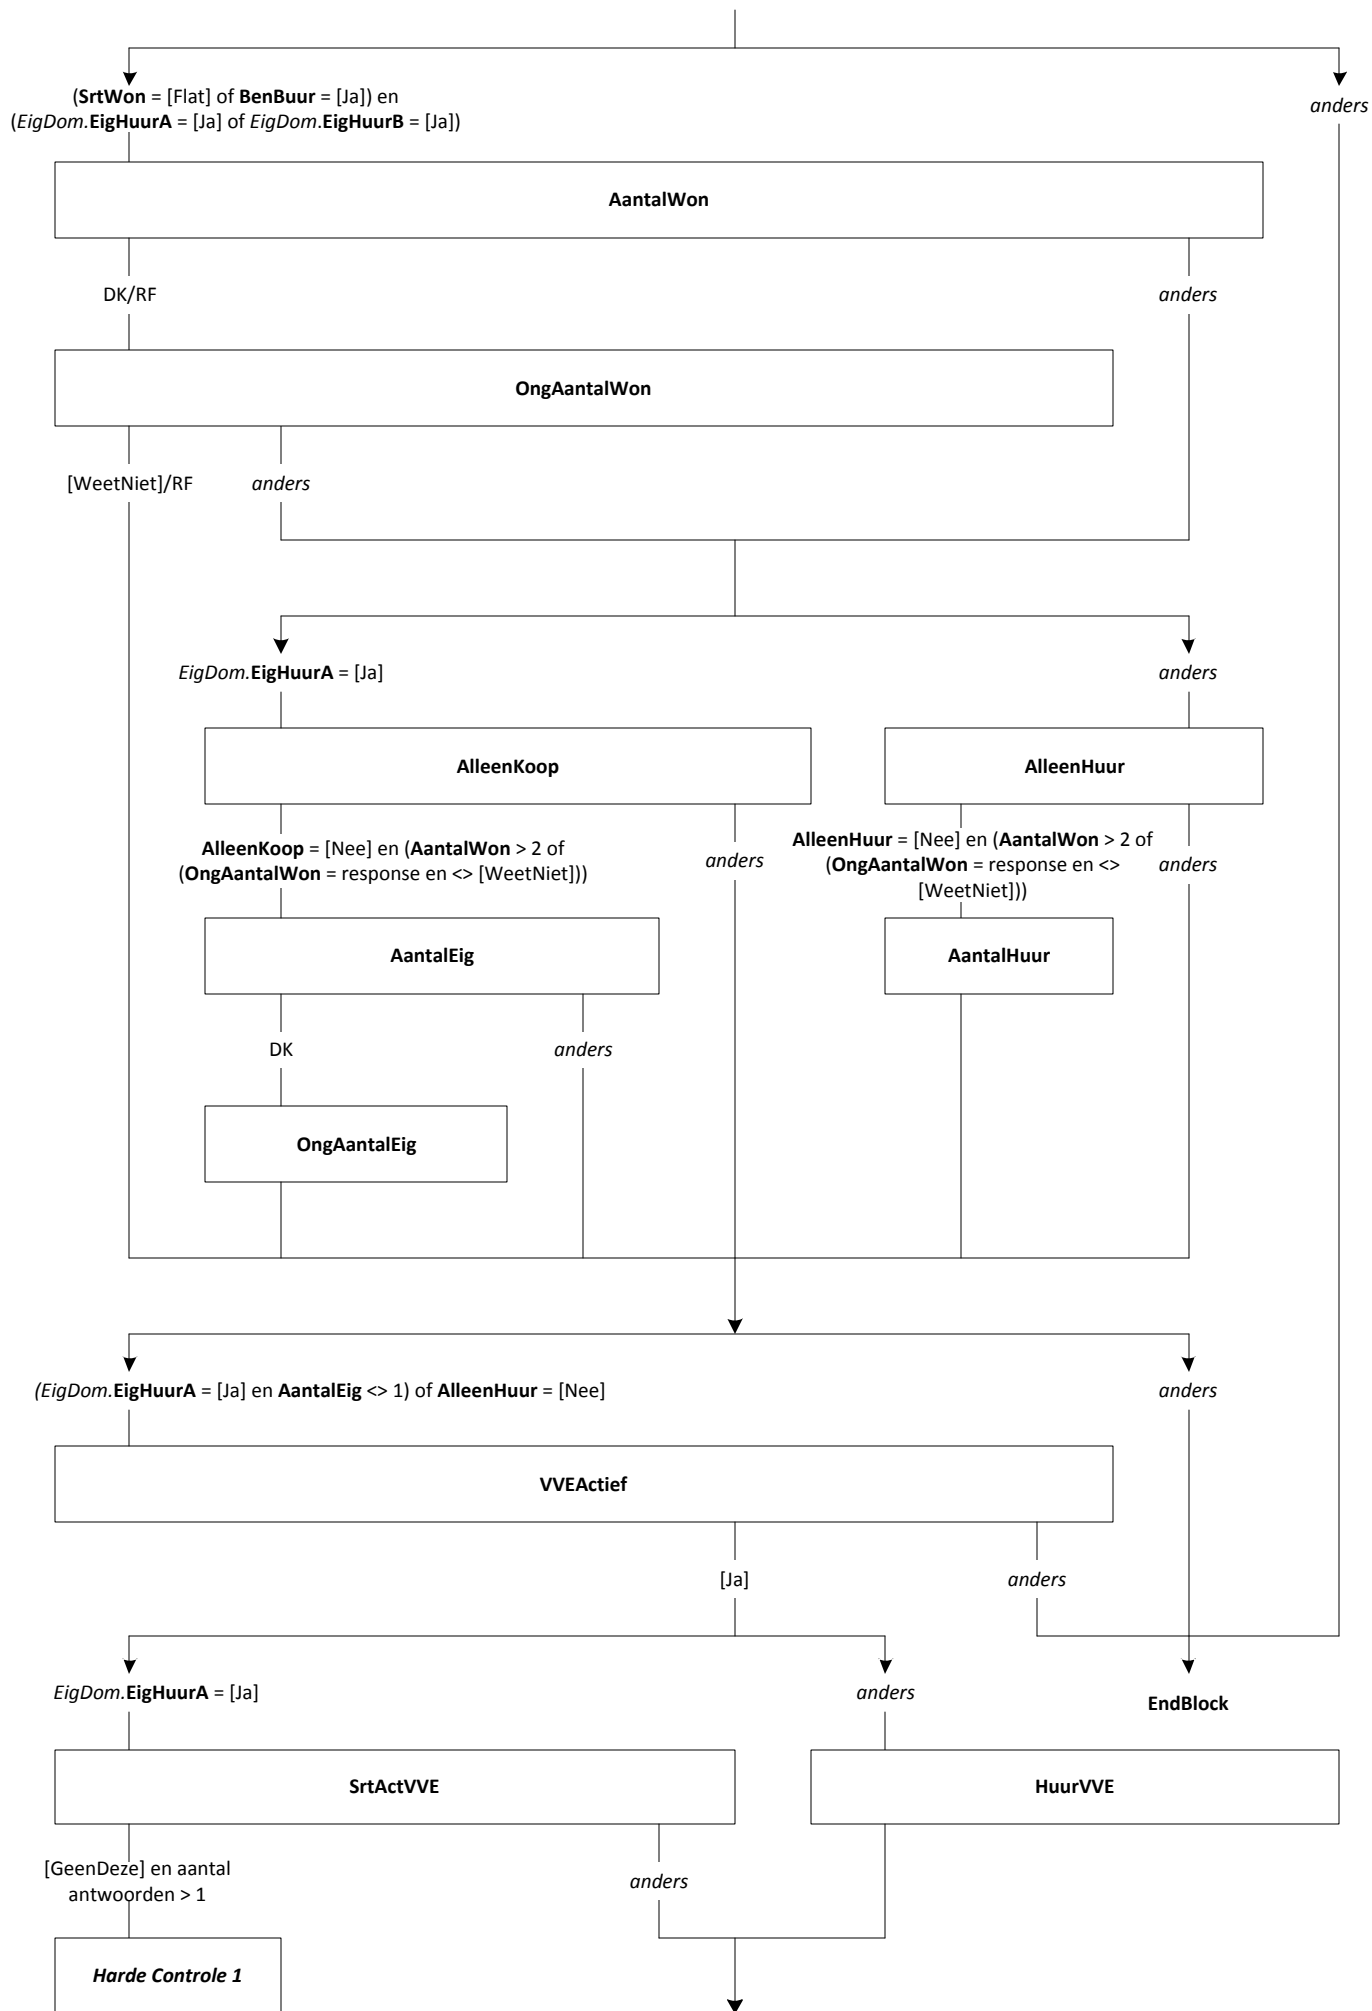 (SrtWon = [Flat] of BenBuur = [Ja]) en
(EigDom.EigHuurA = [Ja] of EigDom.EigHuurB = [Ja])
anders
AantalWon
DK/RF
anders
OngAantalWon
[WeetNiet]/RF
anders
EigDom.EigHuurA = [Ja]
anders
AlleenKoop
AlleenHuur
AlleenKoop = [Nee] en (AantalWon > 2 of
(OngAantalWon = response en <> [WeetNiet]))
anders
AlleenHuur = [Nee] en (AantalWon > 2 of
(OngAantalWon = response en <>
[WeetNiet]))
anders
AantalEig
AantalHuur
DK
anders
OngAantalEig
(EigDom.EigHuurA = [Ja] en AantalEig <> 1) of AlleenHuur = [Nee]
anders
VVEActief
[Ja]
anders
EigDom.EigHuurA = [Ja]
anders
EndBlock
SrtActVVE
HuurVVE
[GeenDeze] en aantal
antwoorden > 1
anders
Harde Controle 1